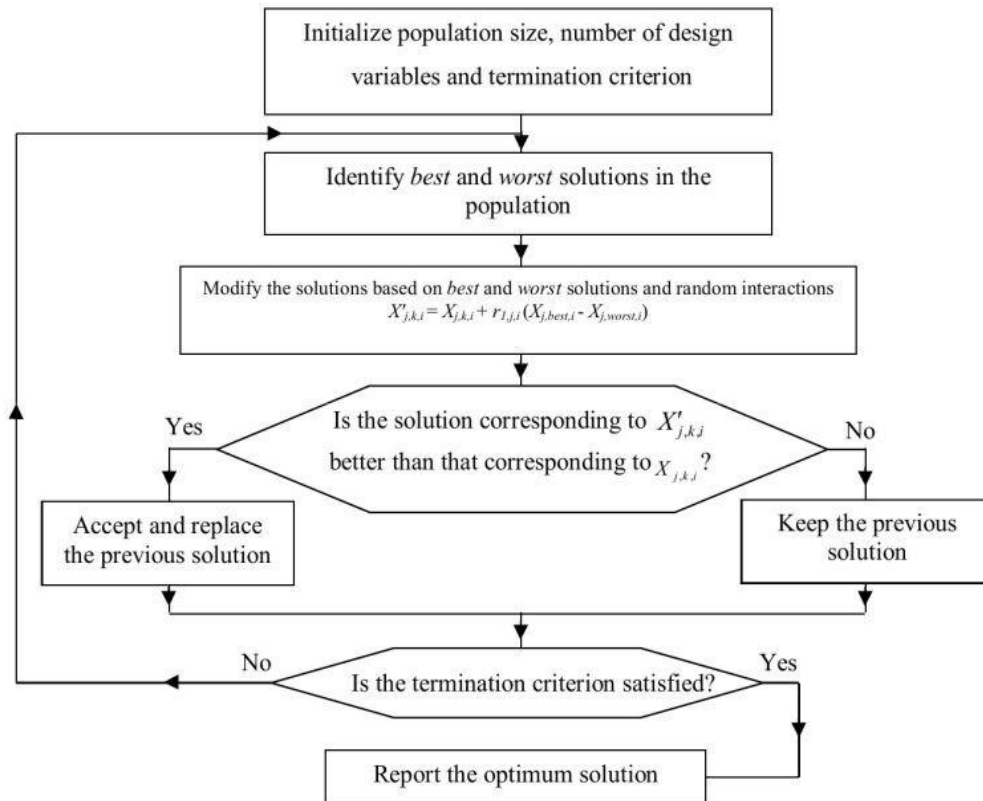 Initialize population size, number of design
variables and termination criterion
Identify best and worst solutions in the
population
Modify the solutions based on best and worst solutions and random interactions
X'j,k,i = Xj,k,i + r1,j,i (Xj,best,i - Xj,worst,i)
Is the solution corresponding to X'j,k,i
better than that corresponding to Xj,k,i ?
Yes
No
Accept and replace
the previous solution
Keep the previous
solution
Is the termination criterion satisfied?
No
Yes
Report the optimum solution